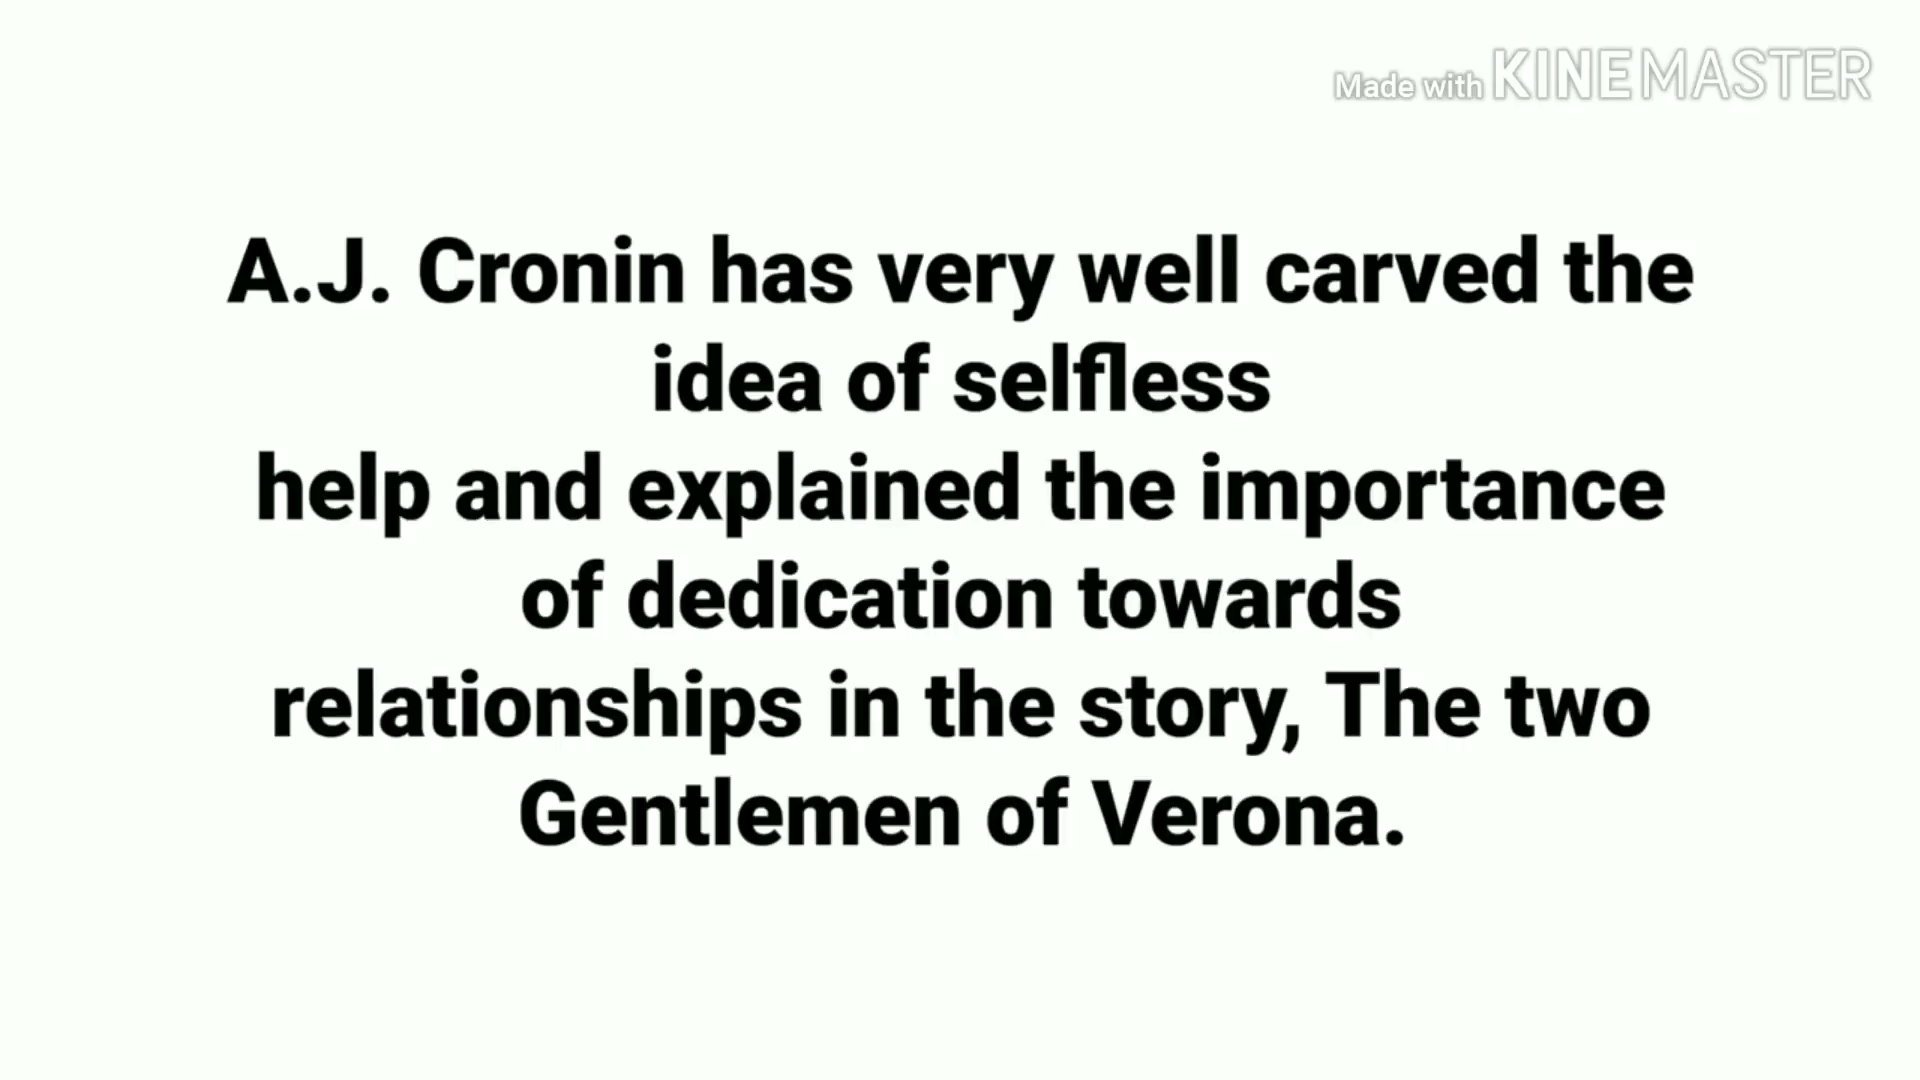 Made with KINEMASTER
A.J. Cronin has very well carved the
idea of selfless
help and explained the importance
of dedication towards
relationships in the story, The two
Gentlemen of Verona.